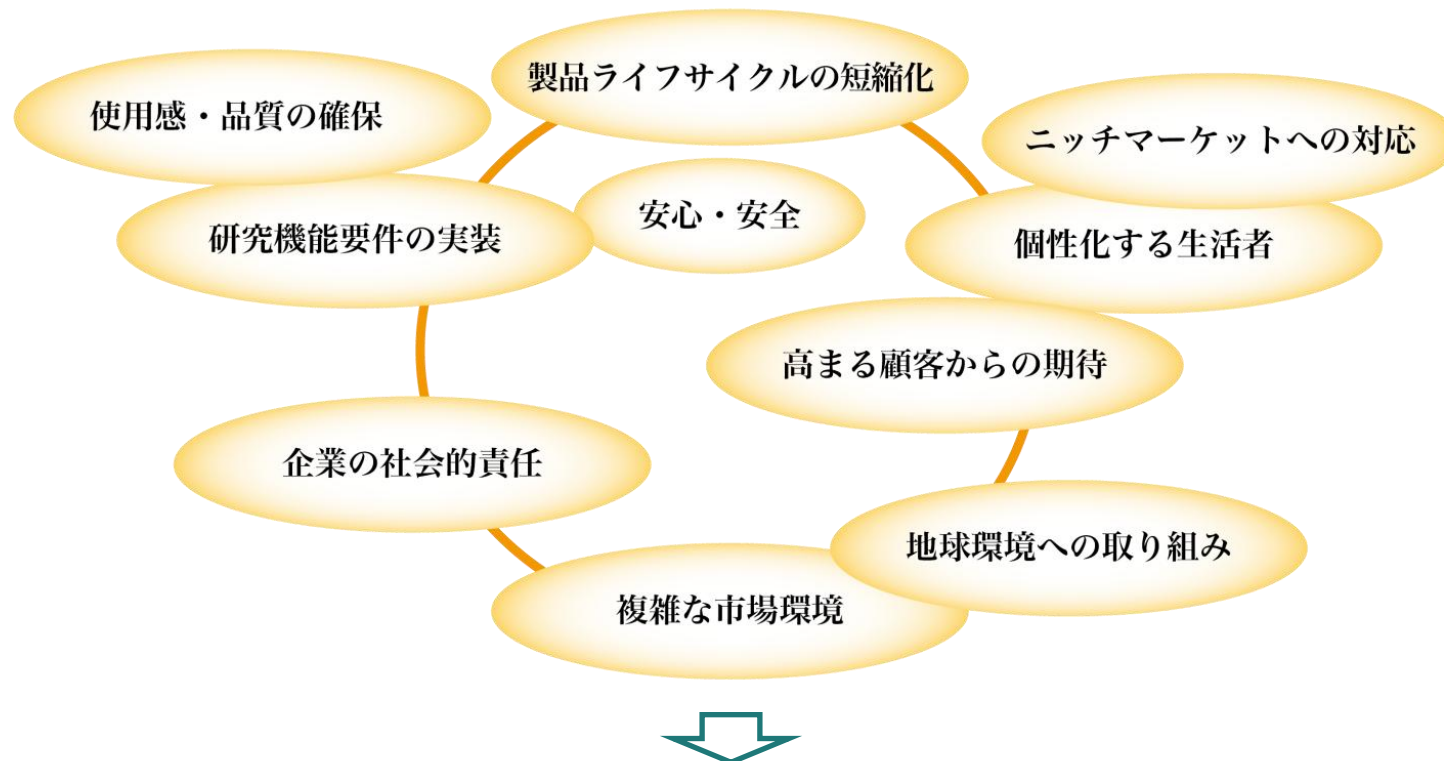 製品ライフサイクルの短縮化
使用感・品質の確保
ニッチマーケットへの対応
安心・安全
研究機能要件の実装
個性化する生活者
高まる顧客からの期待
企業の社会的責任
地球環境への取り組み
複雑な市場環境